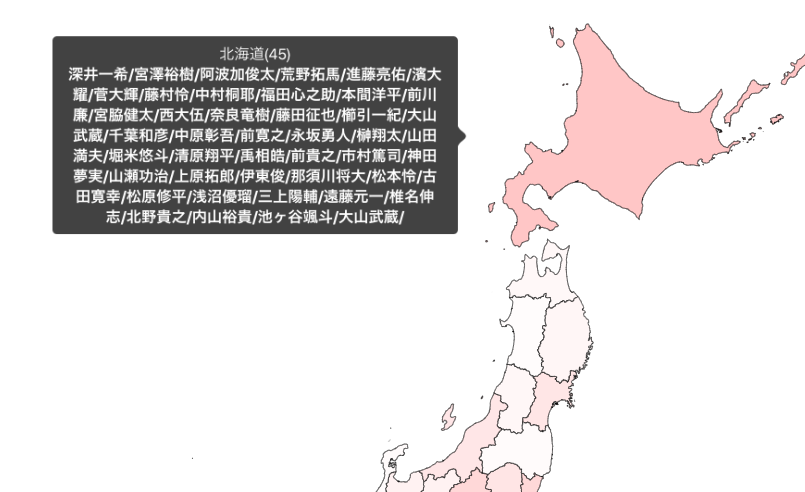 北海道(45)
深井一希/宮澤裕樹/阿波加俊太/荒野拓馬/進藤亮佑/濱大
耀/菅大輝/藤村怜/中村桐耶/福田心之助/本間洋平/前川
廉/宮脇健太/西大伍/奈良竜樹/藤田征也/櫛引一紀/大山
武蔵/千葉和彦/中原彰吾/前寛之/永坂勇人/榊翔太/山田
満夫/堀米悠斗/清原翔平/禹相皓/前貴之/市村篤司/神田
夢実/山瀬功治/上原拓郎/伊東俊/那須川将大/松本怜/古
田寛幸/松原修平/浅沼優瑠/三上陽輔/遠藤元一/椎名伸
志/北野貴之/内山裕貴/池ヶ谷颯斗/大山武蔵/